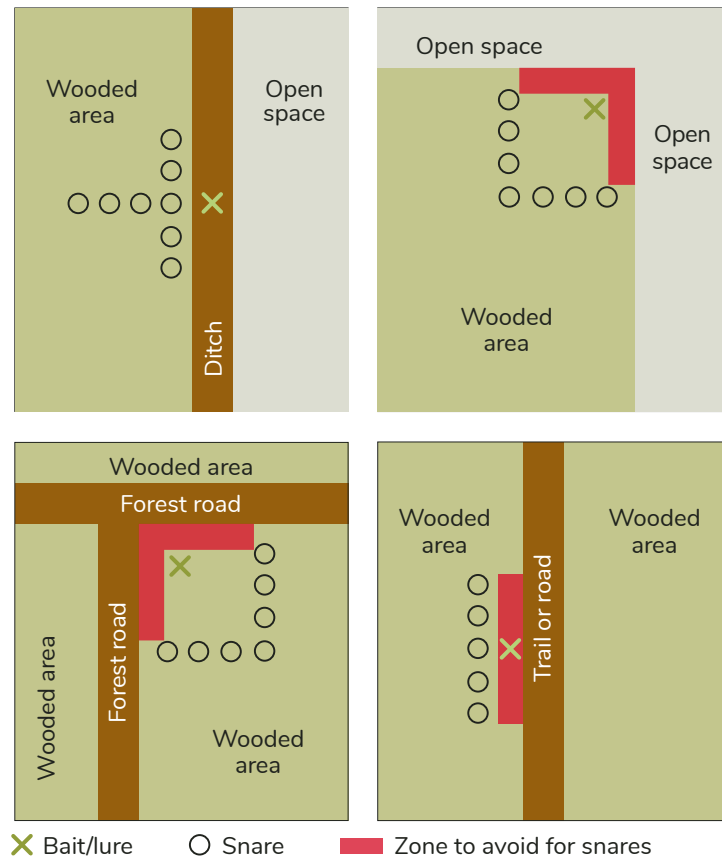 Wooded
area
Open
space
Ditch
Open space
Open
space
Wooded
area
Wooded area
Forest road
Wooded area
Forest road
Wooded
area
Wooded
area
Trail or road
Wooded
area
Bait/lure
Snare
Zone to avoid for snares